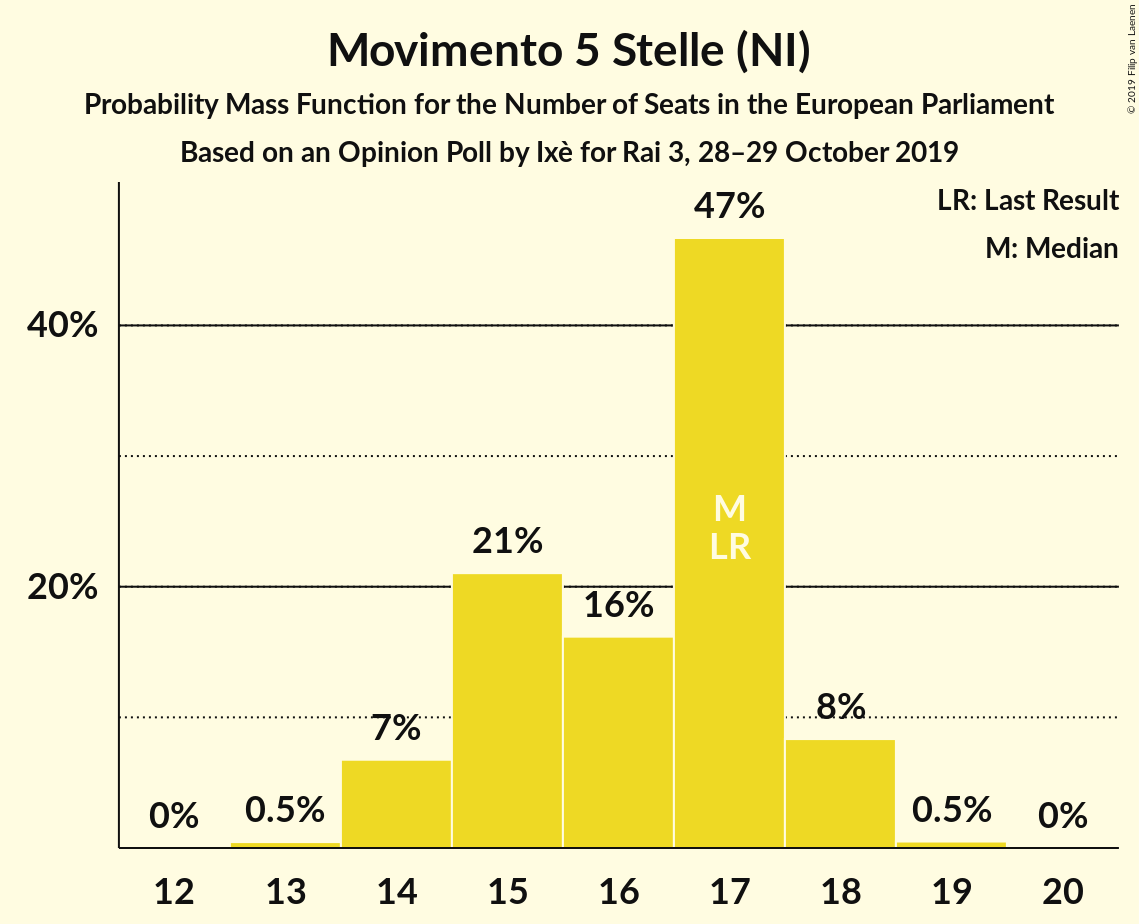 Movimento 5 Stelle (NI)
Probability Mass Function for the Number of Seats in the European Parliament
Based on an Opinion Poll by Ixè for Rai 3, 28–29 October 2019
© 2019 Filip van Laenen
LR: Last Result
M: Median
40%
20%
0%
0.5%
7%
21%
16%
47%
M
LR
8%
0.5%
0%
12 13 14 15 16 17 18 19 20